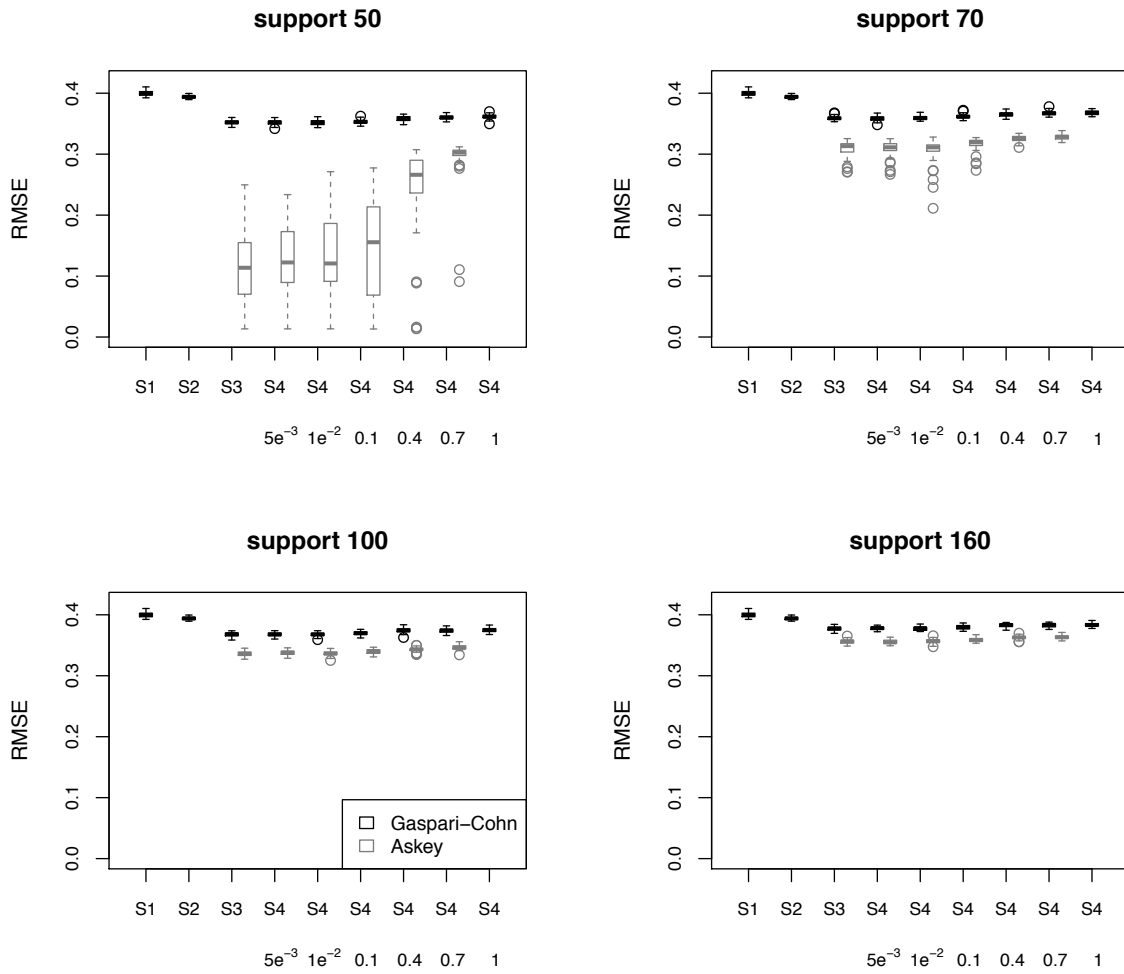 support 50
RMSE
0.4
0.3
0.2
0.1
0.0
S1 S2 S3 S4 S4 S4 S4 S4 S4
5e⁻³ 1e⁻² 0.1 0.4 0.7 1
support 70
RMSE
0.4
0.3
0.2
0.1
0.0
S1 S2 S3 S4 S4 S4 S4 S4 S4
5e⁻³ 1e⁻² 0.1 0.4 0.7 1
support 100
RMSE
0.4
0.3
0.2
0.1
0.0
Gaspari−Cohn
Askey
S1 S2 S3 S4 S4 S4 S4 S4 S4
5e⁻³ 1e⁻² 0.1 0.4 0.7 1
support 160
RMSE
0.4
0.3
0.2
0.1
0.0
S1 S2 S3 S4 S4 S4 S4 S4 S4
5e⁻³ 1e⁻² 0.1 0.4 0.7 1